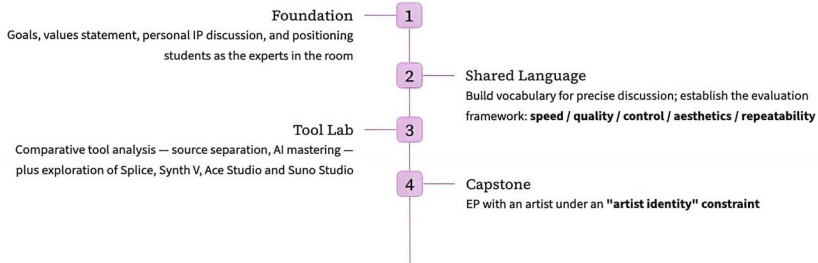 Foundation
1
Goals, values statement, personal IP discussion, and positioning
students as the experts in the room
2
Shared Language
Build vocabulary for precise discussion; establish the evaluation
framework: speed / quality / control / aesthetics / repeatability
Tool Lab
3
Comparative tool analysis — source separation, AI mastering —
plus exploration of Splice, Synth V, Ace Studio and Suno Studio
4
Capstone
EP with an artist under an "artist identity" constraint